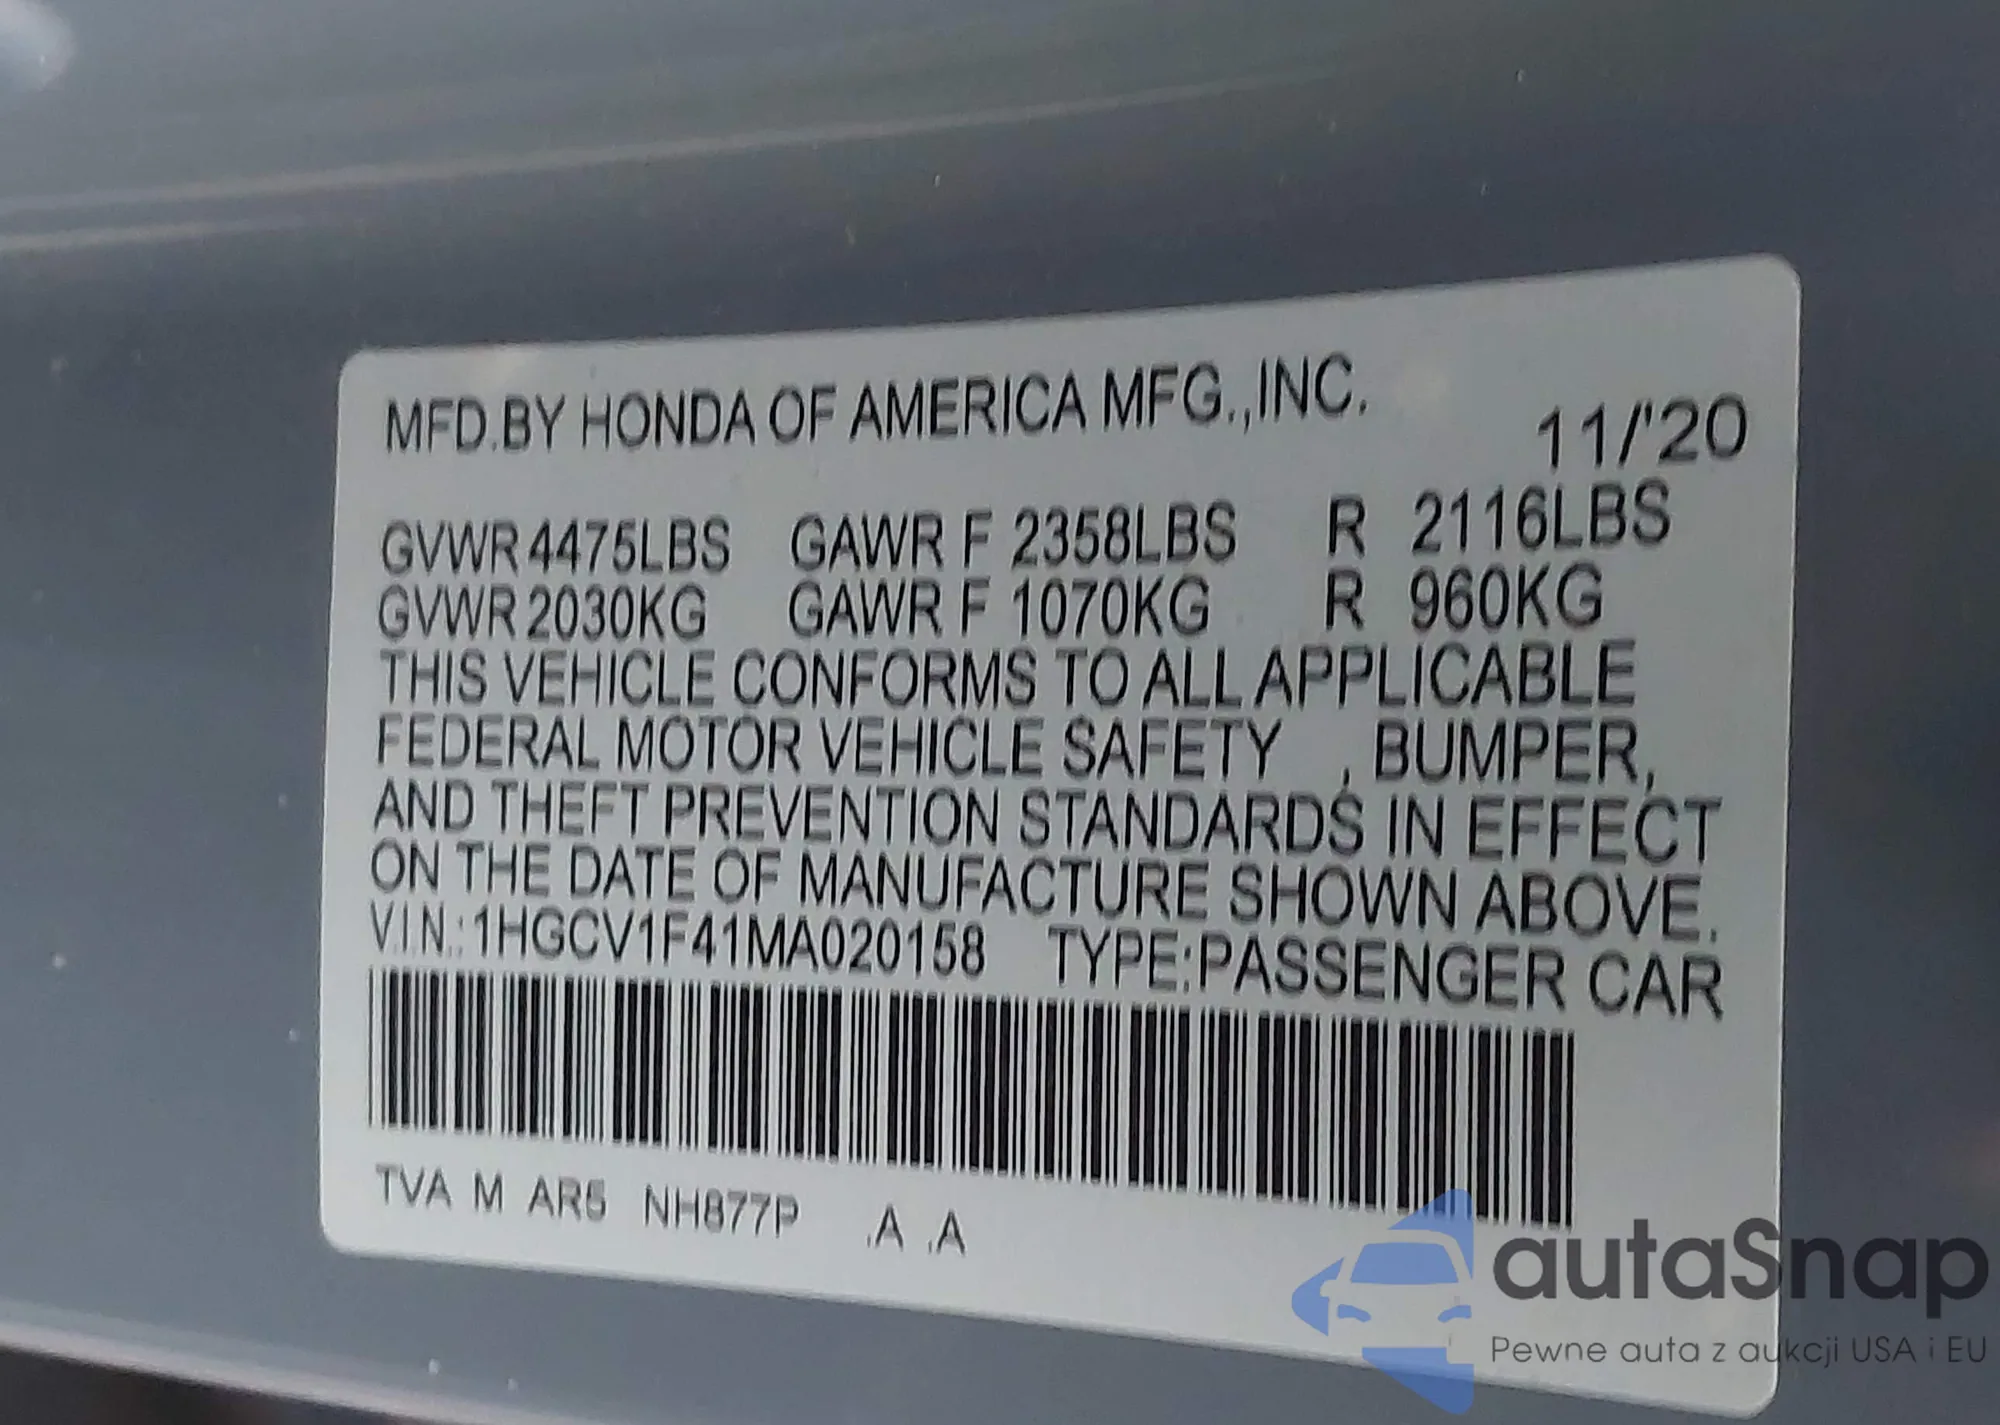 MFD.BY HONDA OF AMERICA MFG.,INC.
11/'20
GVWR 4475LBS GAWR F 2358LBS R 2116LBS
GVWR 2030KG GAWR F 1070KG R 960KG
THIS VEHICLE CONFORMS TO ALL APPLICABLE
FEDERAL MOTOR VEHICLE SAFETY , BUMPER,
AND THEFT PREVENTION STANDARDS IN EFFECT
ON THE DATE OF MANUFACTURE SHOWN ABOVE.
V.I.N.:1HGCV1F41MA020158 TYPE:PASSENGER CAR
TVA M AR5 NH877P .A .A
autaSnap
Pewne auta z aukcji USA i EU